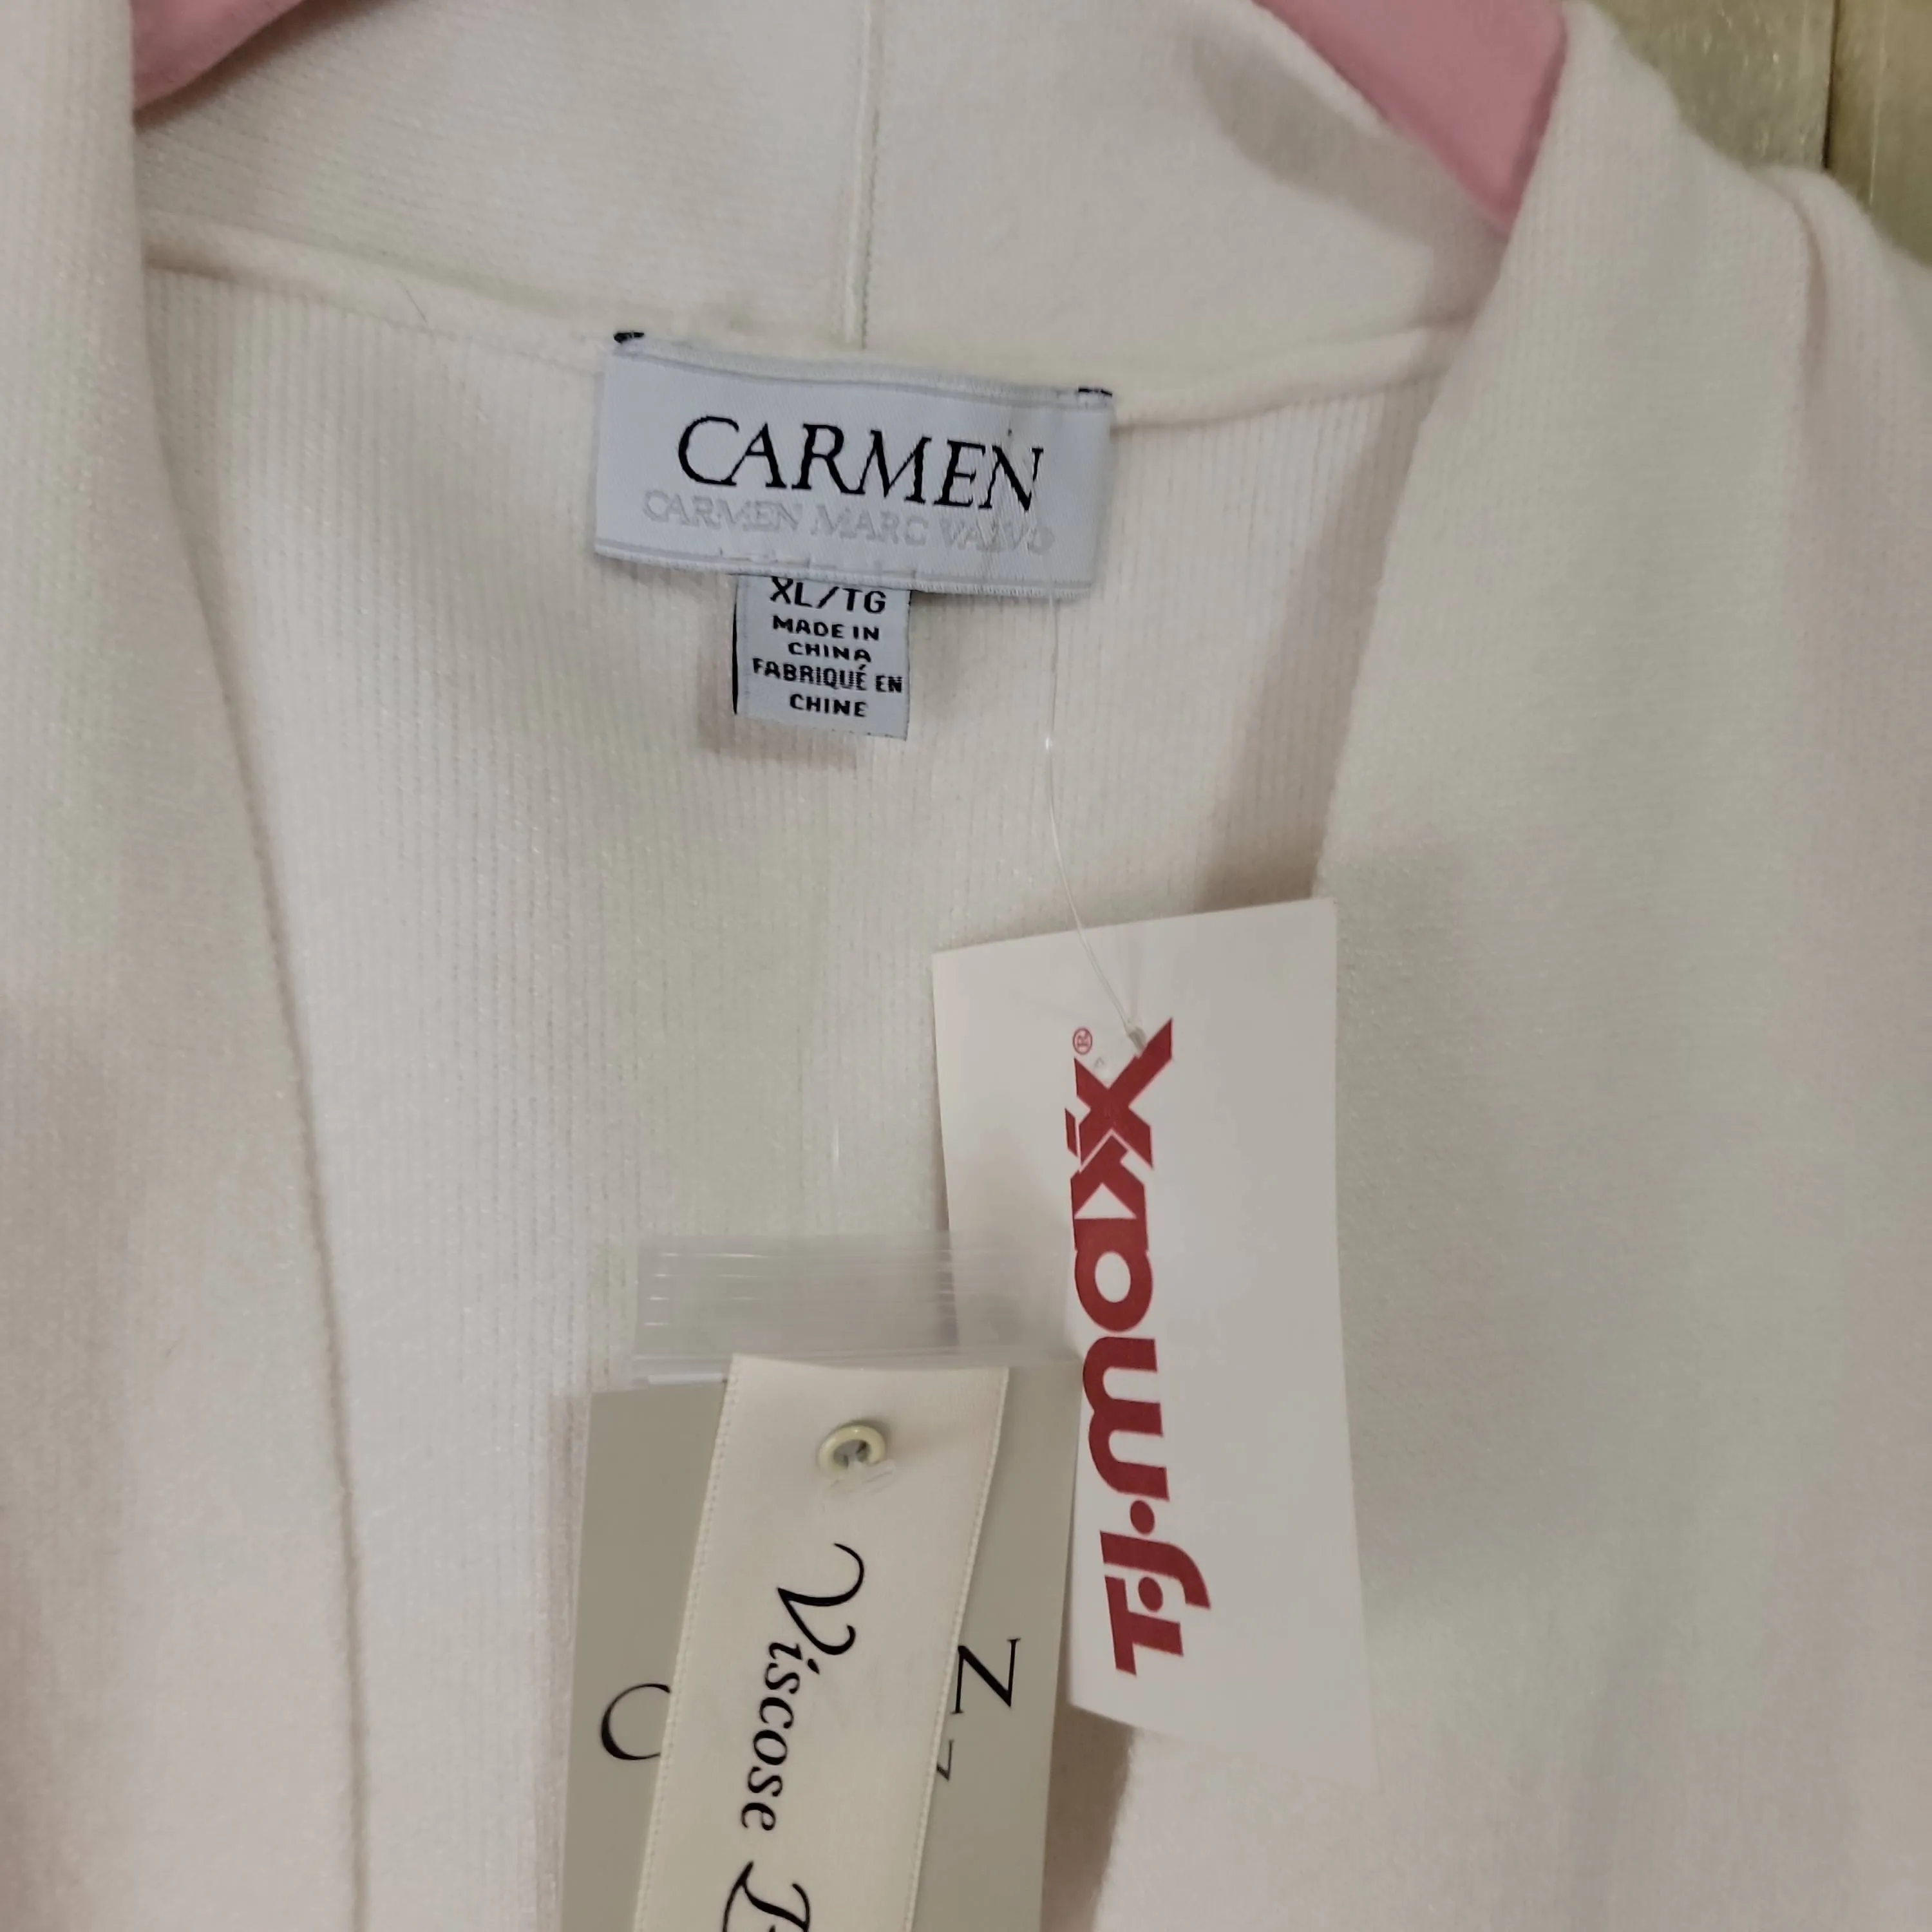 CARMEN
CARMEN MARC VALVO
XL/TG
MADE IN
CHINA
FABRIQUÉ EN
CHINE
T·J·maxx®
Viscose
C
N